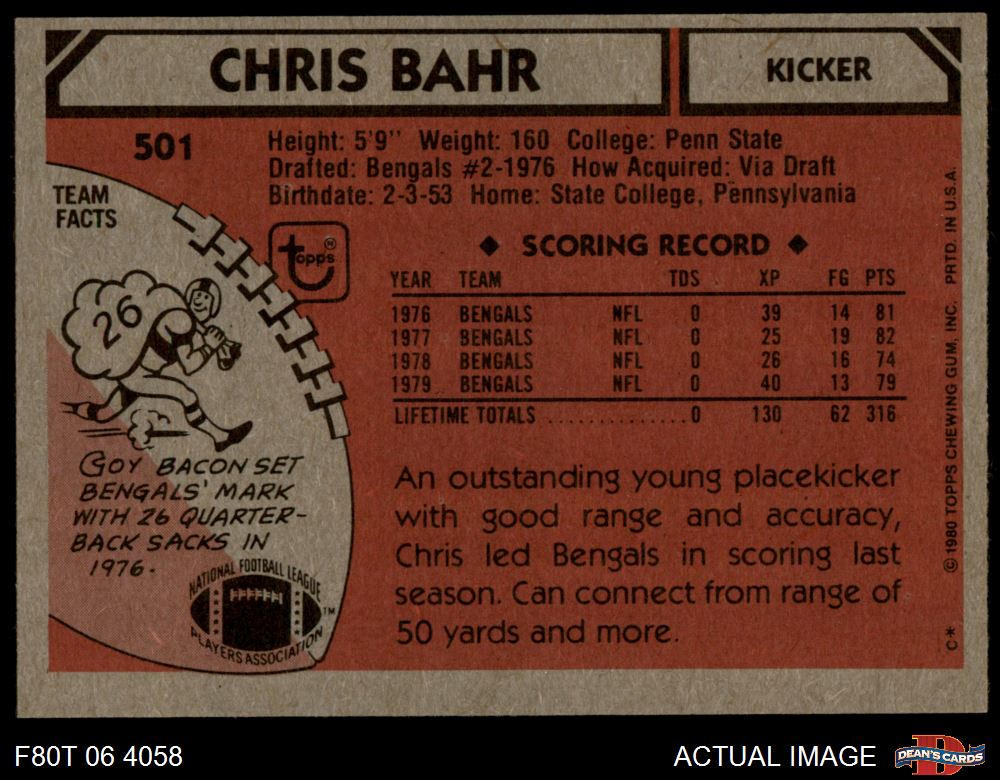 CHRIS BAHR
KICKER
501
Height: 5'9" Weight: 160 College: Penn State
Drafted: Bengals #2-1976 How Acquired: Via Draft
Birthdate: 2-3-53 Home: State College, Pennsylvania
TEAM
FACTS
topps®
26
COY BACON SET
BENGALS' MARK
WITH 26 QUARTER-
BACK SACKS IN
1976.
NATIONAL FOOTBALL LEAGUE
PLAYERS ASSOCIATION
TM
◆ SCORING RECORD ◆
YEAR TEAM TDS XP FG PTS
1976 BENGALS NFL 0 39 14 81
1977 BENGALS NFL 0 25 19 82
1978 BENGALS NFL 0 26 16 74
1979 BENGALS NFL 0 40 13 79
LIFETIME TOTALS ..............0 130 62 316
An outstanding young placekicker
with good range and accuracy,
Chris led Bengals in scoring last
season. Can connect from range of
50 yards and more.
C* © 1980 TOPPS CHEWING GUM, INC. PRTD. IN U.S.A.
F80T 06 4058
ACTUAL IMAGE
D
DEAN'S CARDS